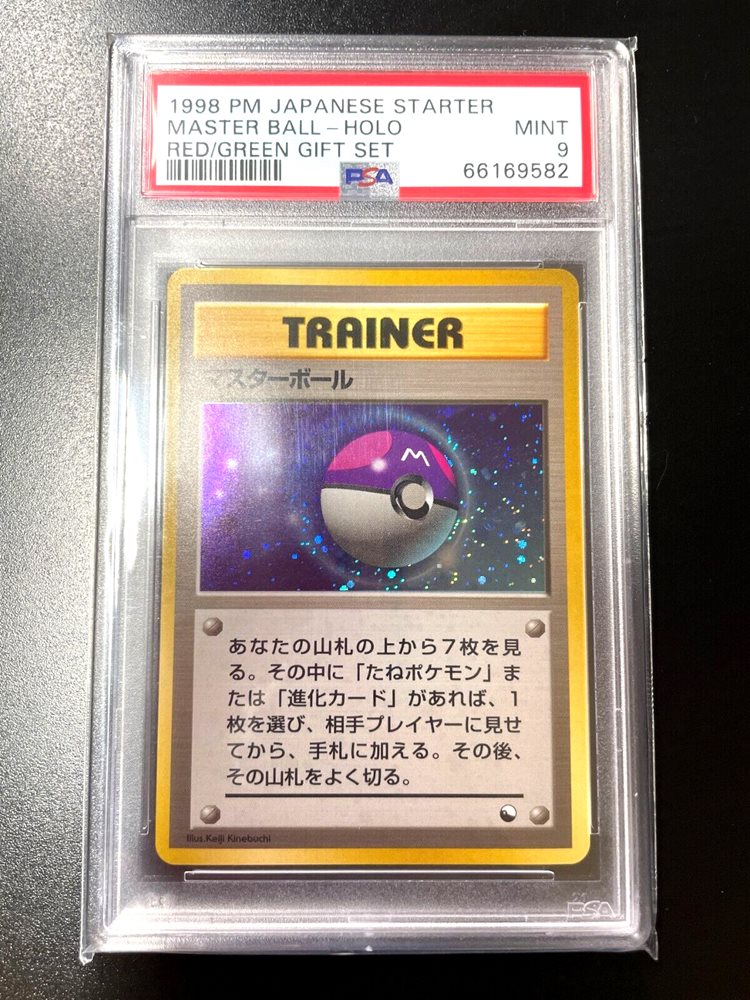 1998 PM JAPANESE STARTER
MASTER BALL - HOLO MINT
RED/GREEN GIFT SET 9
PSA 66169582
TRAINER
マスターボール
M
あなたの山札の上から7枚を見
る。その中に「たねポケモン」ま
たは「進化カード」があれば、1
枚を選び、相手プレイヤーに見せ
てから、手札に加える。その後、
その山札をよく切る。
Illus.Keiji Kinebuchi
PSA